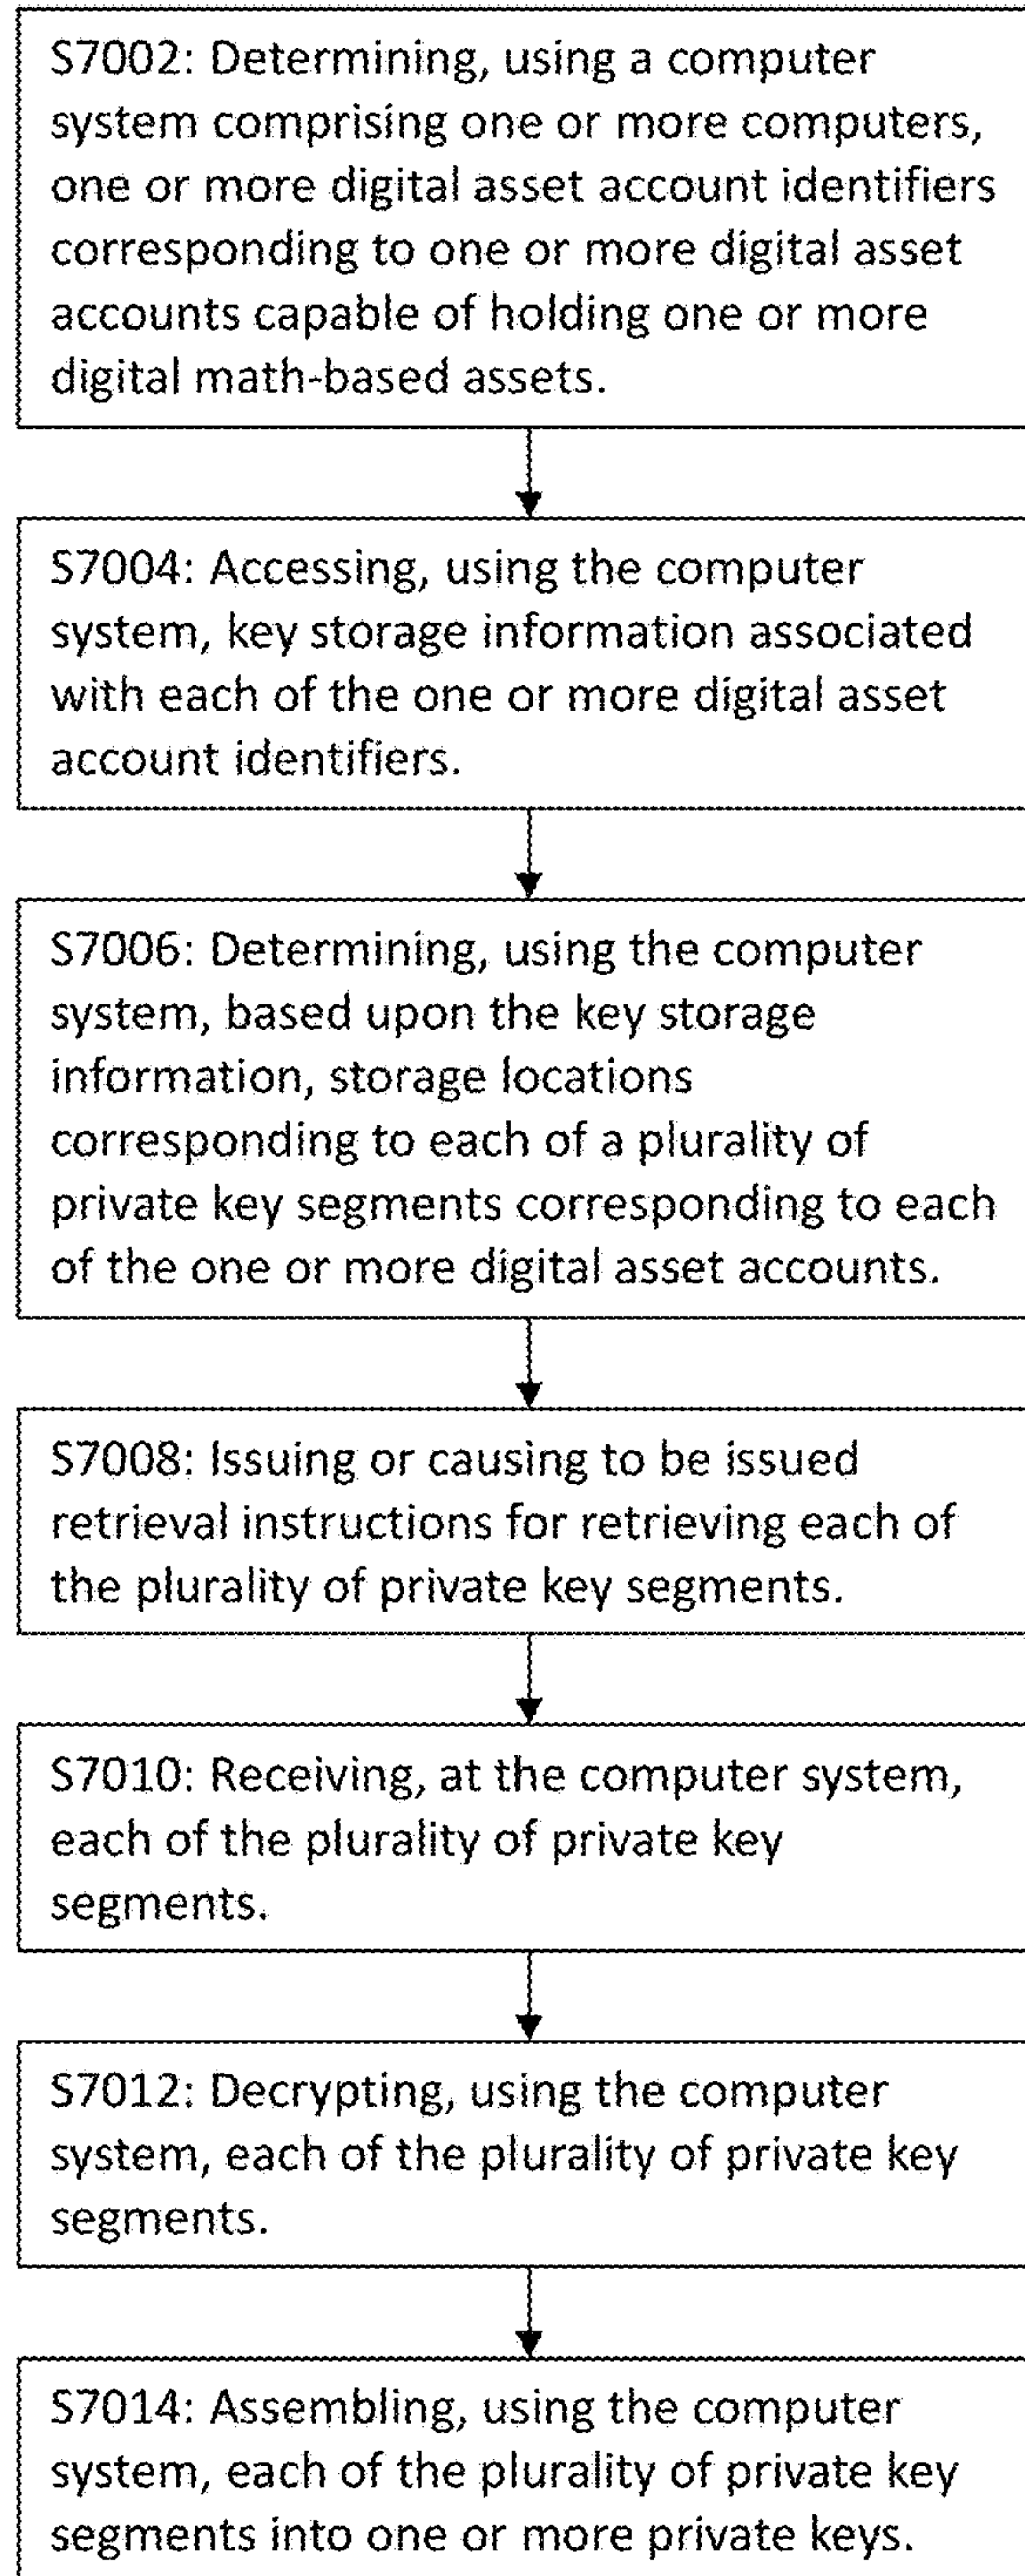 S7002: Determining, using a computer
system comprising one or more computers,
one or more digital asset account identifiers
corresponding to one or more digital asset
accounts capable of holding one or more
digital math-based assets.
S7004: Accessing, using the computer
system, key storage information associated
with each of the one or more digital asset
account identifiers.
S7006: Determining, using the computer
system, based upon the key storage
information, storage locations
corresponding to each of a plurality of
private key segments corresponding to each
of the one or more digital asset accounts.
S7008: Issuing or causing to be issued
retrieval instructions for retrieving each of
the plurality of private key segments.
S7010: Receiving, at the computer system,
each of the plurality of private key
segments.
S7012: Decrypting, using the computer
system, each of the plurality of private key
segments.
S7014: Assembling, using the computer
system, each of the plurality of private key
segments into one or more private keys.